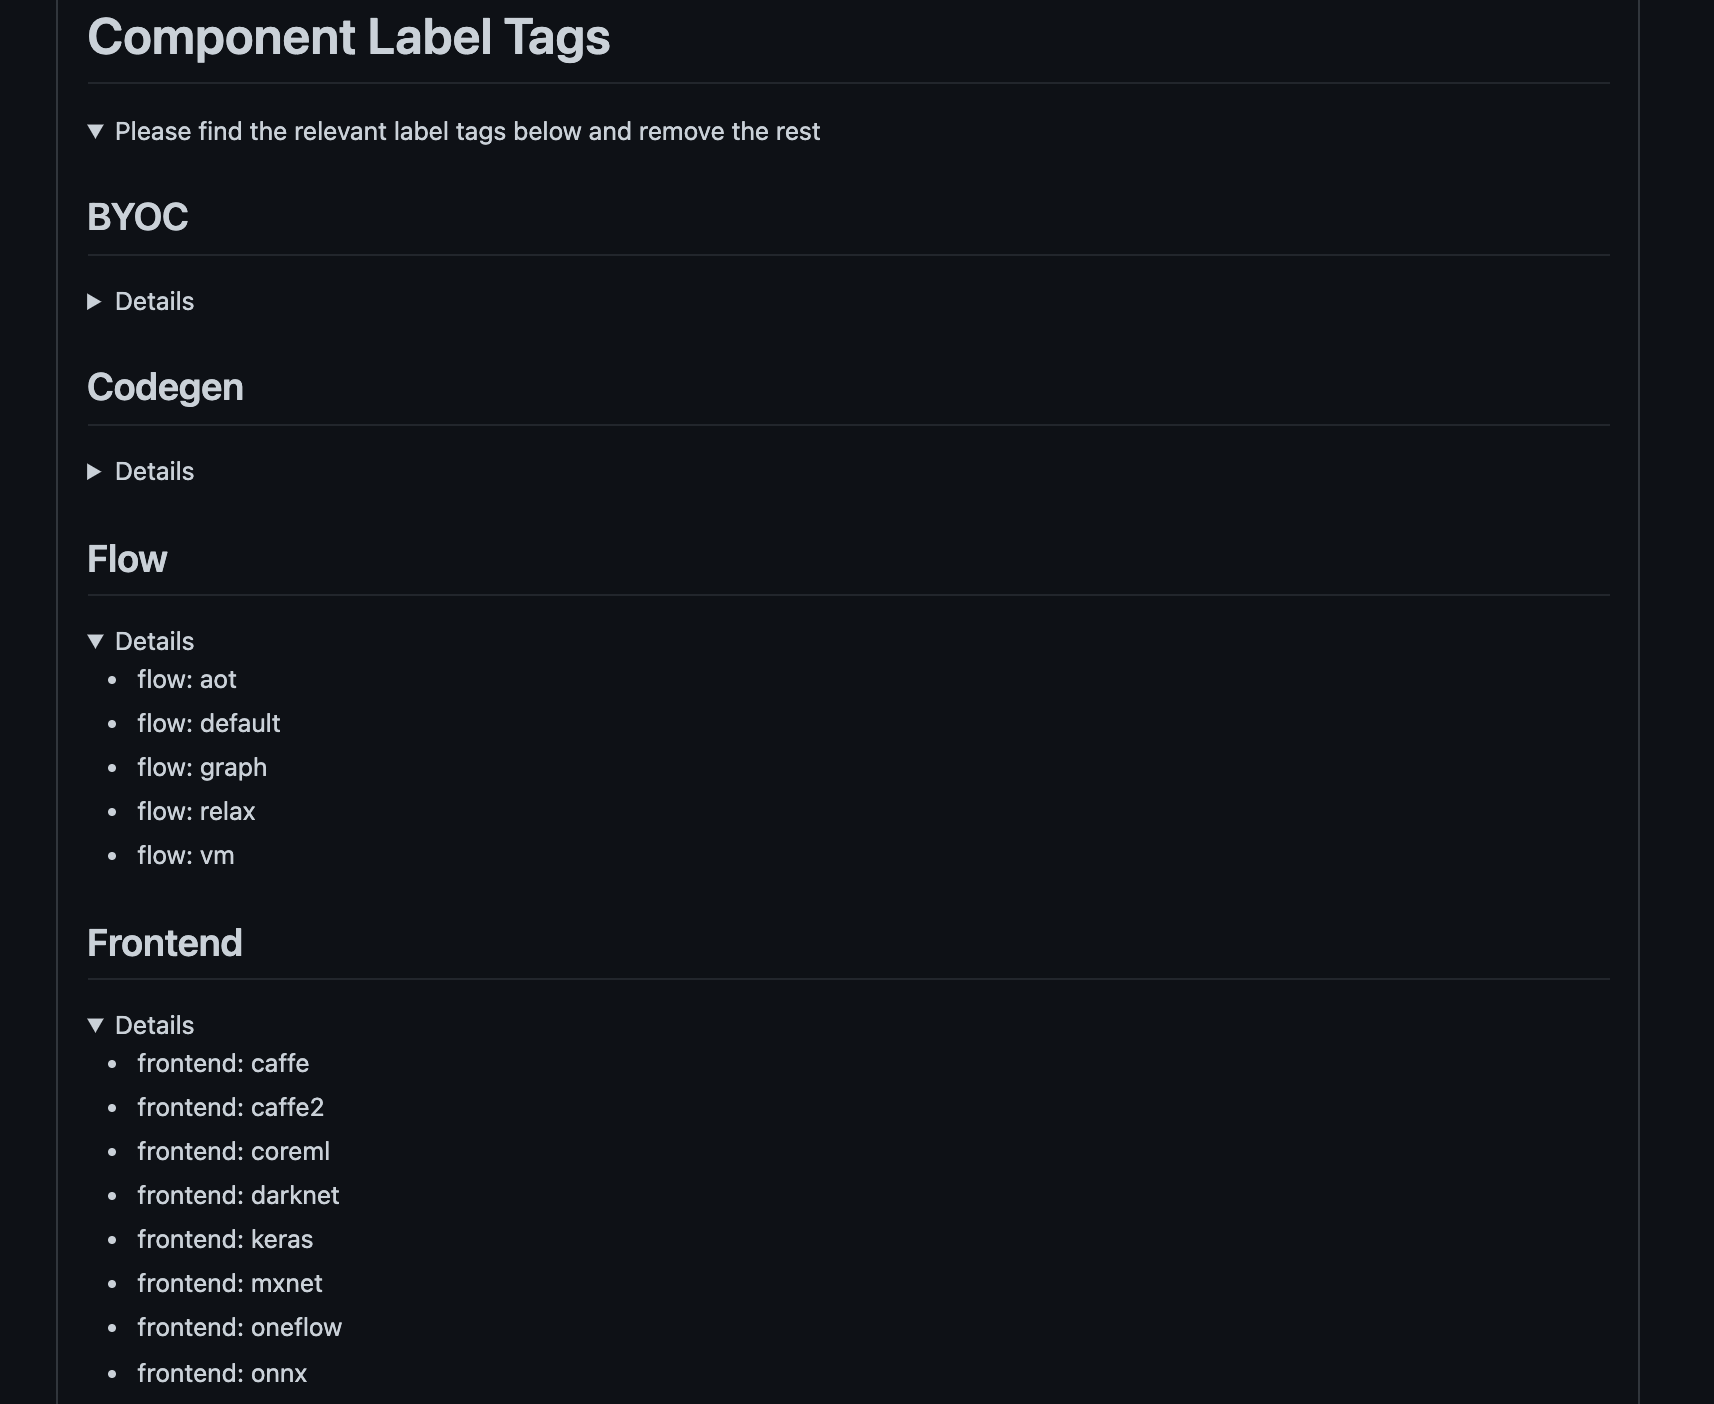 Component Label Tags
Please find the relevant label tags below and remove the rest
BYOC
Details
Codegen
Details
Flow
Details
flow: aot
flow: default
flow: graph
flow: relax
flow: vm
Frontend
Details
frontend: caffe
frontend: caffe2
frontend: coreml
frontend: darknet
frontend: keras
frontend: mxnet
frontend: oneflow
frontend: onnx